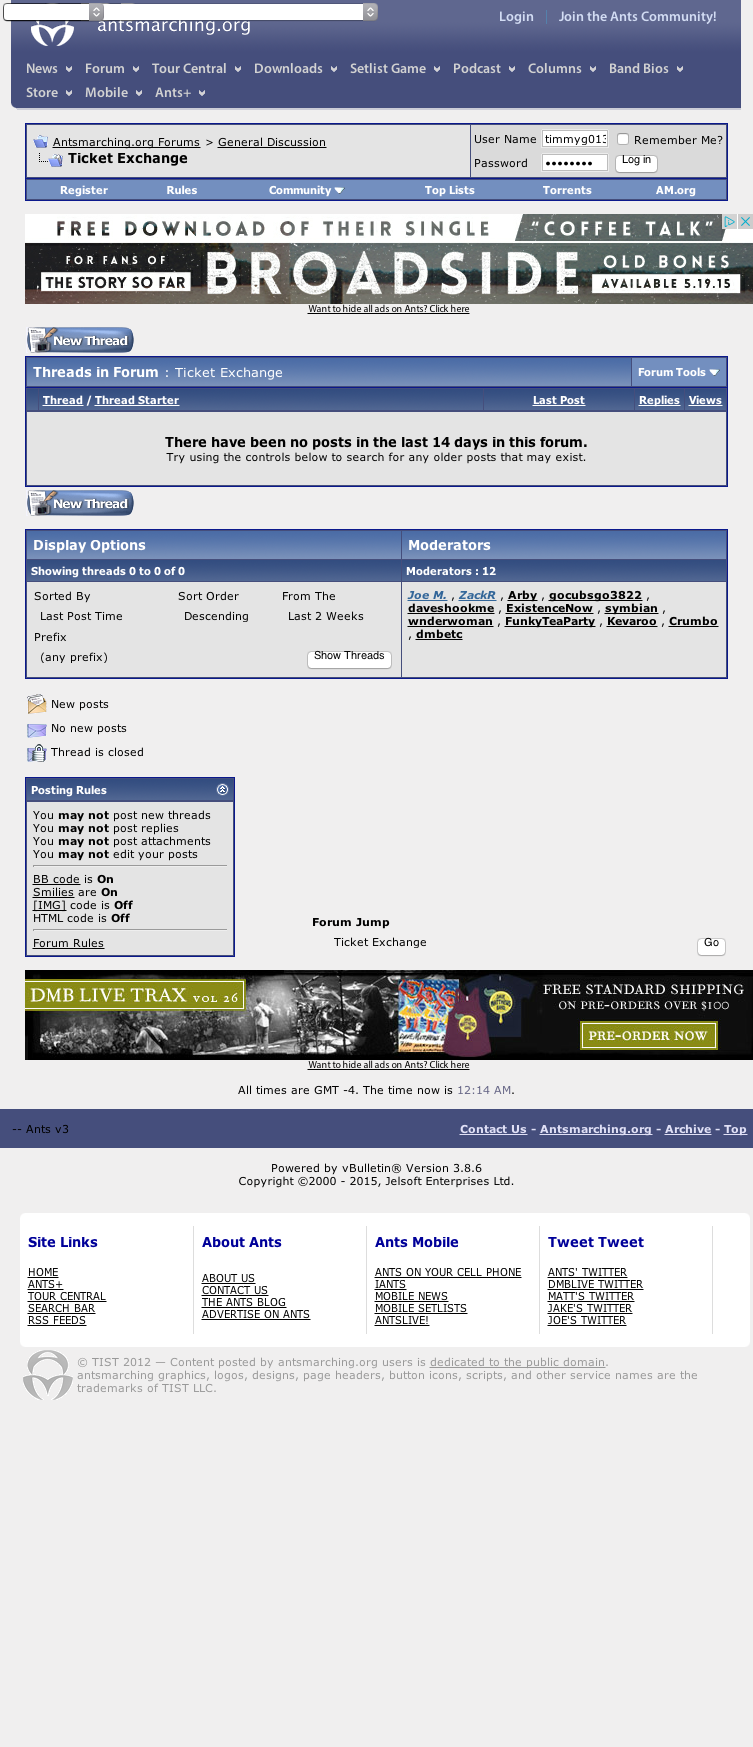 antsmarching.org
Login Join the Ants Community!
News Forum Tour Central Downloads Setlist Game Podcast Columns Band Bios
Store Mobile Ants+
Antsmarching.org Forums > General Discussion
Ticket Exchange
User Name timmyg013 Remember Me?
Password •••••••• Log in
Register Rules Community Top Lists Torrents AM.org
FREE DOWNLOAD OF THEIR SINGLE "COFFEE TALK"
FOR FANS OF
THE STORY SO FAR
BROADSIDE
OLD BONES
AVAILABLE 5.19.15
Want to hide all ads on Ants? Click here
New Thread
Threads in Forum : Ticket Exchange Forum Tools
Thread / Thread Starter Last Post Replies Views
There have been no posts in the last 14 days in this forum.
Try using the controls below to search for any older posts that may exist.
New Thread
Display Options
Showing threads 0 to 0 of 0
Sorted By Sort Order From The
Last Post Time Descending Last 2 Weeks
Prefix
(any prefix) Show Threads
Moderators
Moderators : 12
Joe M. , ZackR , Arby , gocubsgo3822 ,
daveshookme , ExistenceNow , symbian ,
wnderwoman , FunkyTeaParty , Kevaroo , Crumbo
, dmbetc
New posts
No new posts
Thread is closed
Posting Rules
You may not post new threads
You may not post replies
You may not post attachments
You may not edit your posts
BB code is On
Smilies are On
[IMG] code is Off
HTML code is Off
Forum Rules
Forum Jump
Ticket Exchange Go
DMB LIVE TRAX VOL 26
FREE STANDARD SHIPPING
ON PRE-ORDERS OVER $100
PRE-ORDER NOW
Want to hide all ads on Ants? Click here
All times are GMT -4. The time now is 12:14 AM.
-- Ants v3 Contact Us - Antsmarching.org - Archive - Top
Powered by vBulletin® Version 3.8.6
Copyright ©2000 - 2015, Jelsoft Enterprises Ltd.
Site Links
HOME
ANTS+
TOUR CENTRAL
SEARCH BAR
RSS FEEDS
About Ants
ABOUT US
CONTACT US
THE ANTS BLOG
ADVERTISE ON ANTS
Ants Mobile
ANTS ON YOUR CELL PHONE
IANTS
MOBILE NEWS
MOBILE SETLISTS
ANTSLIVE!
Tweet Tweet
ANTS' TWITTER
DMBLIVE TWITTER
MATT'S TWITTER
JAKE'S TWITTER
JOE'S TWITTER
© TIST 2012 — Content posted by antsmarching.org users is dedicated to the public domain.
antsmarching graphics, logos, designs, page headers, button icons, scripts, and other service names are the
trademarks of TIST LLC.